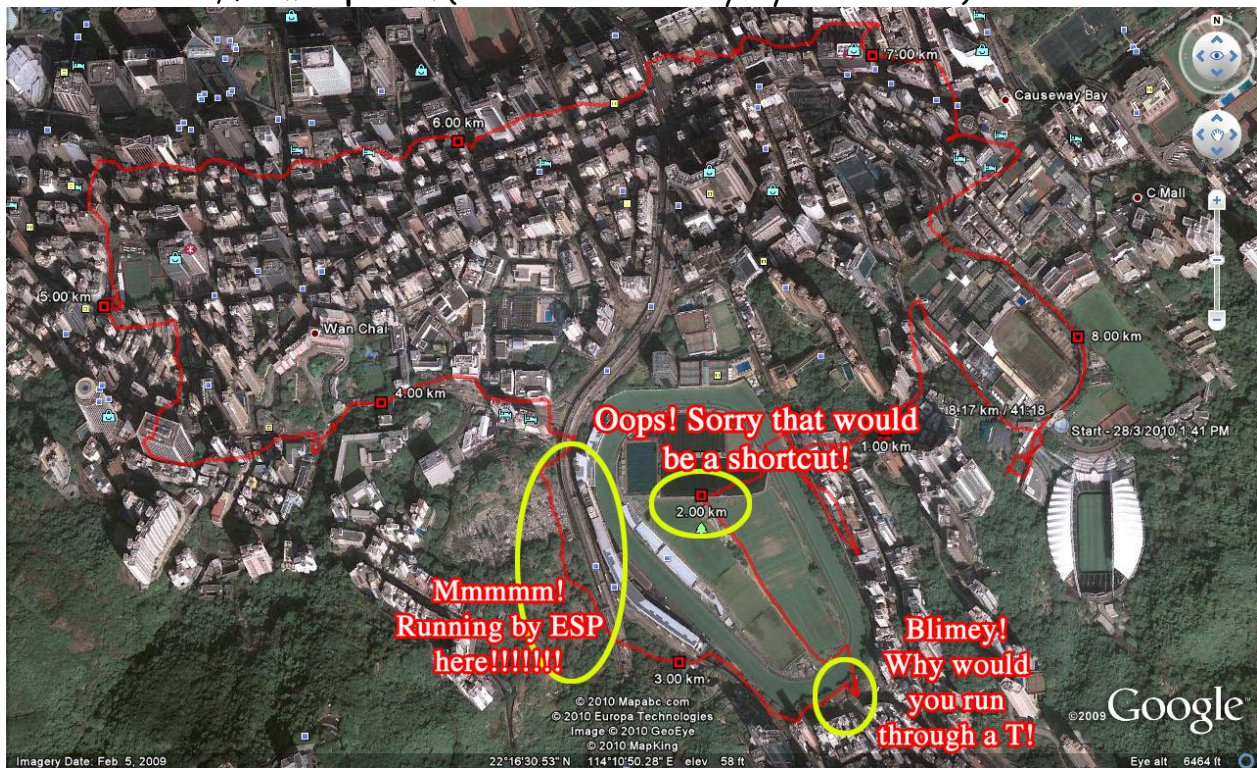 N
7.00 km
Causeway Bay
6.00 km
C Mall
5.00 km
Wan Chai
8.00 km
4.00 km
8.17 km / 41:18
Start - 28/3/2010 1:41 PM
Oops! Sorry that would
be a shortcut!
1.00 km
2.00 km
Mmmmm!
Running by ESP
here!!!!!!!
Blimey!
Why would
you run
through a T!
3.00 km
© 2010 Mapabc.com
© 2010 Europa Technologies
Image © 2010 GeoEye
© 2010 MapKing
©2009 Google
Imagery Date: Feb. 5, 2009
22°16'30.53" N 114°10'50.28" E elev 58 ft
Eye alt 6464 ft